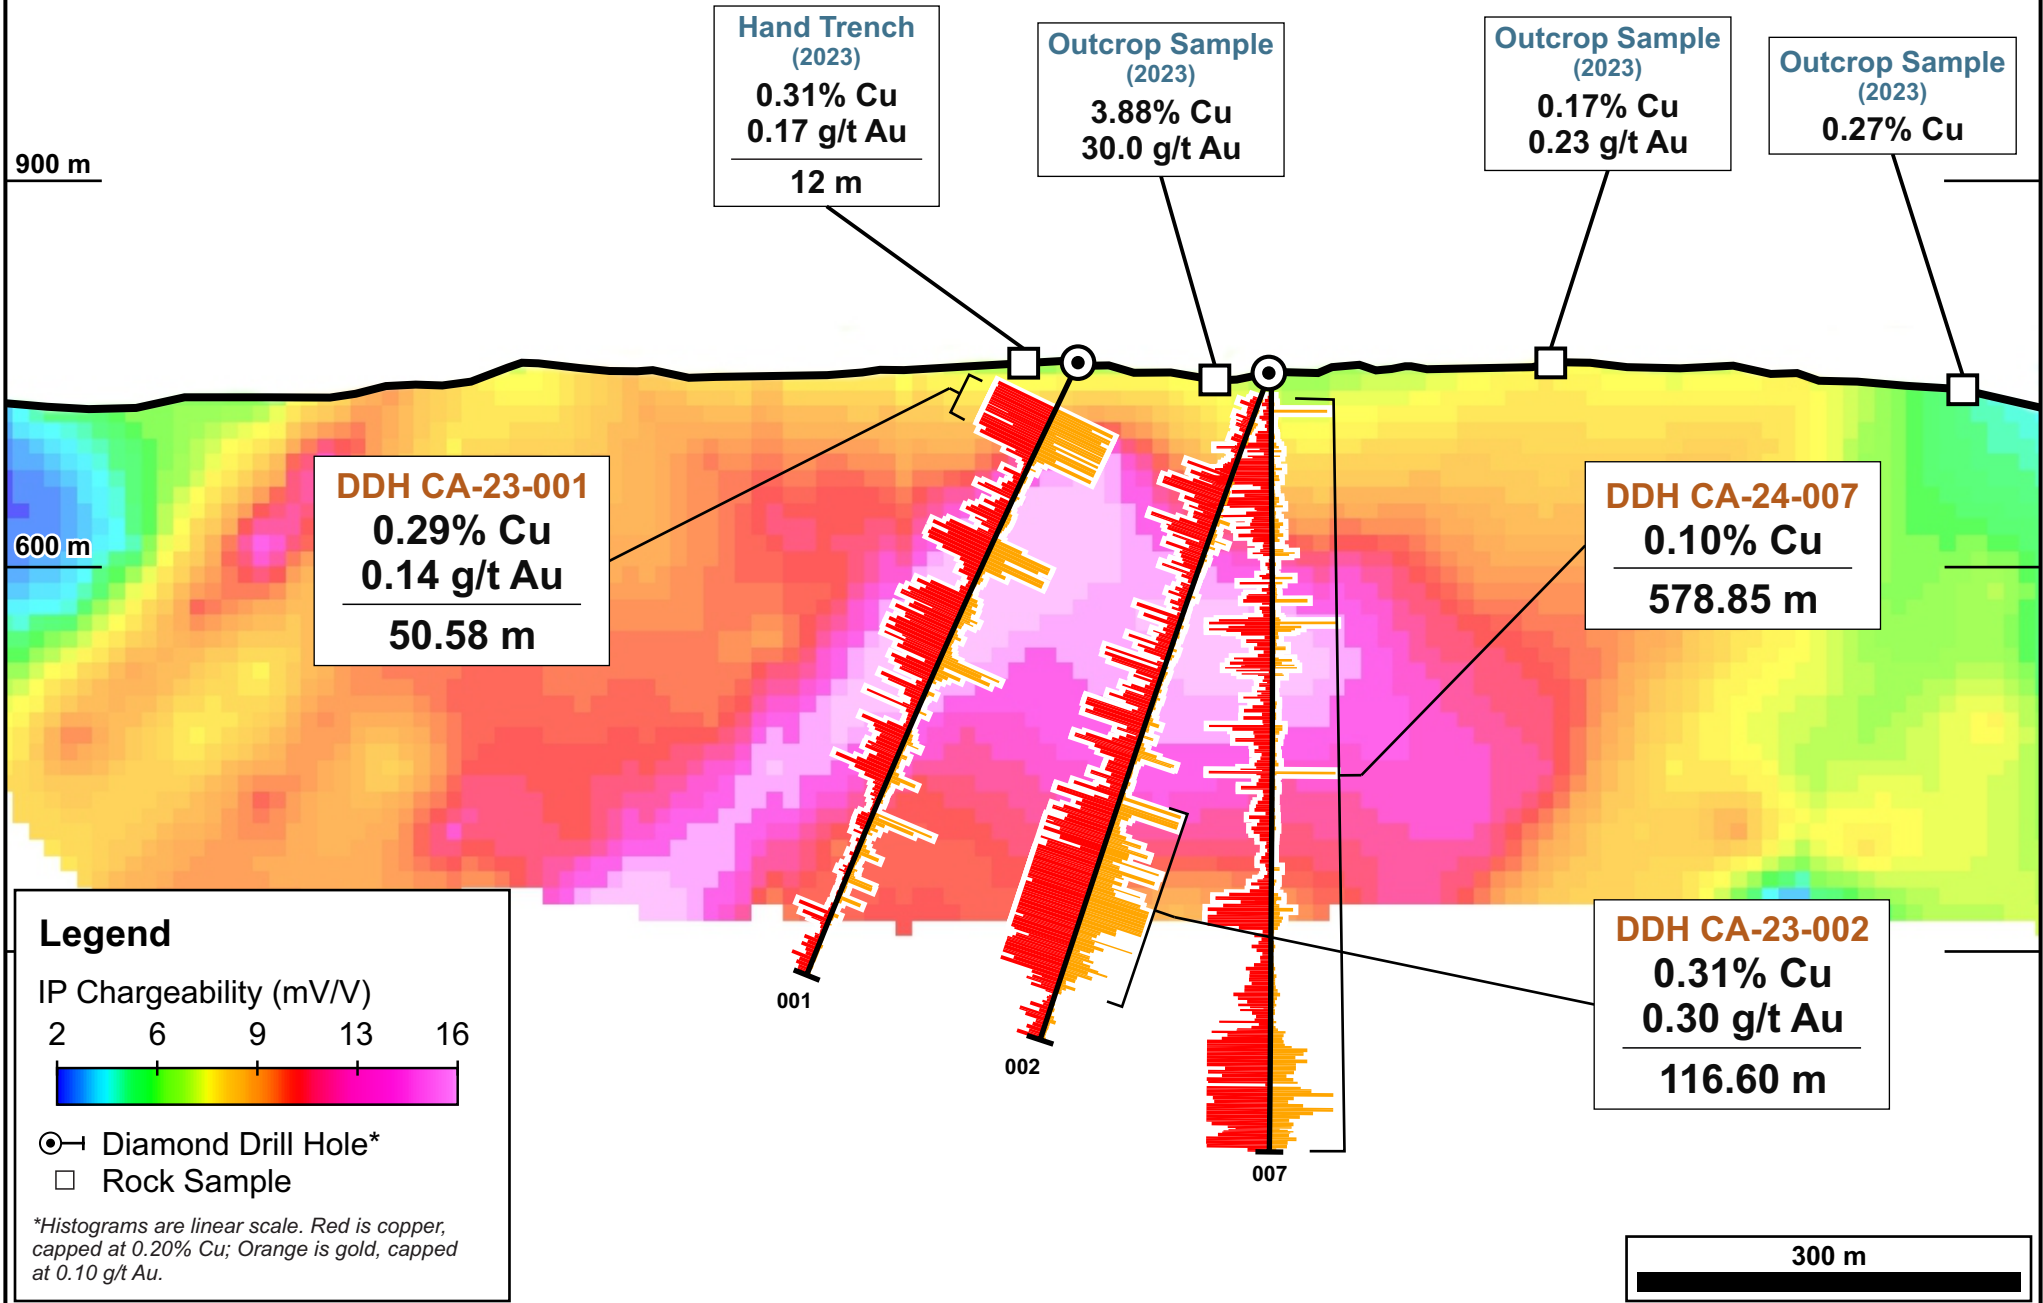 Hand Trench
(2023)
0.31% Cu
0.17 g/t Au
12 m
Outcrop Sample
(2023)
3.88% Cu
30.0 g/t Au
Outcrop Sample
(2023)
0.17% Cu
0.23 g/t Au
Outcrop Sample
(2023)
0.27% Cu
900 m
600 m
DDH CA-23-001
0.29% Cu
0.14 g/t Au
50.58 m
DDH CA-24-007
0.10% Cu
578.85 m
DDH CA-23-002
0.31% Cu
0.30 g/t Au
116.60 m
001
002
007
Legend
IP Chargeability (mV/V)
2 6 9 13 16
Diamond Drill Hole*
Rock Sample
*Histograms are linear scale. Red is copper,
capped at 0.20% Cu; Orange is gold, capped
at 0.10 g/t Au.
300 m